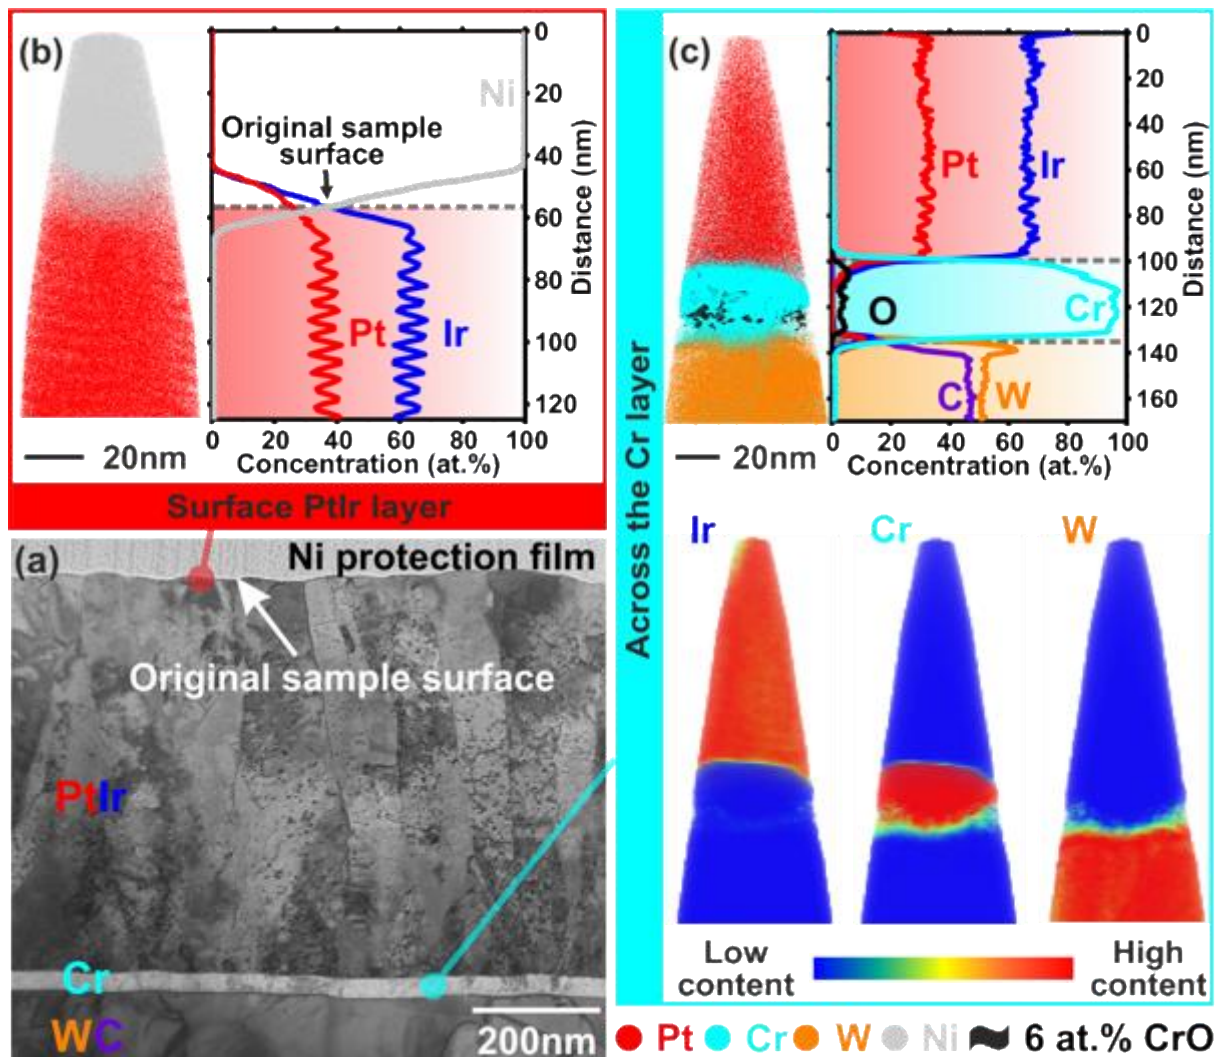 (b)
Ni
Original sample
surface
Pt
Ir
0
20
40
60
80
100
120
Distance (nm)
0 20 40 60 80 100
Concentration (at.%)
20nm
Surface PtIr layer
(a)
Ni protection film
Original sample surface
PtIr
Cr
WC
200nm
Across the Cr layer
(c)
Pt
Ir
O
Cr
C
W
0
20
40
60
80
100
120
140
160
Distance (nm)
0 20 40 60 80 100
Concentration (at.%)
20nm
Ir
Cr
W
Low
content
High
content
Pt Cr W Ni 6 at.% CrO